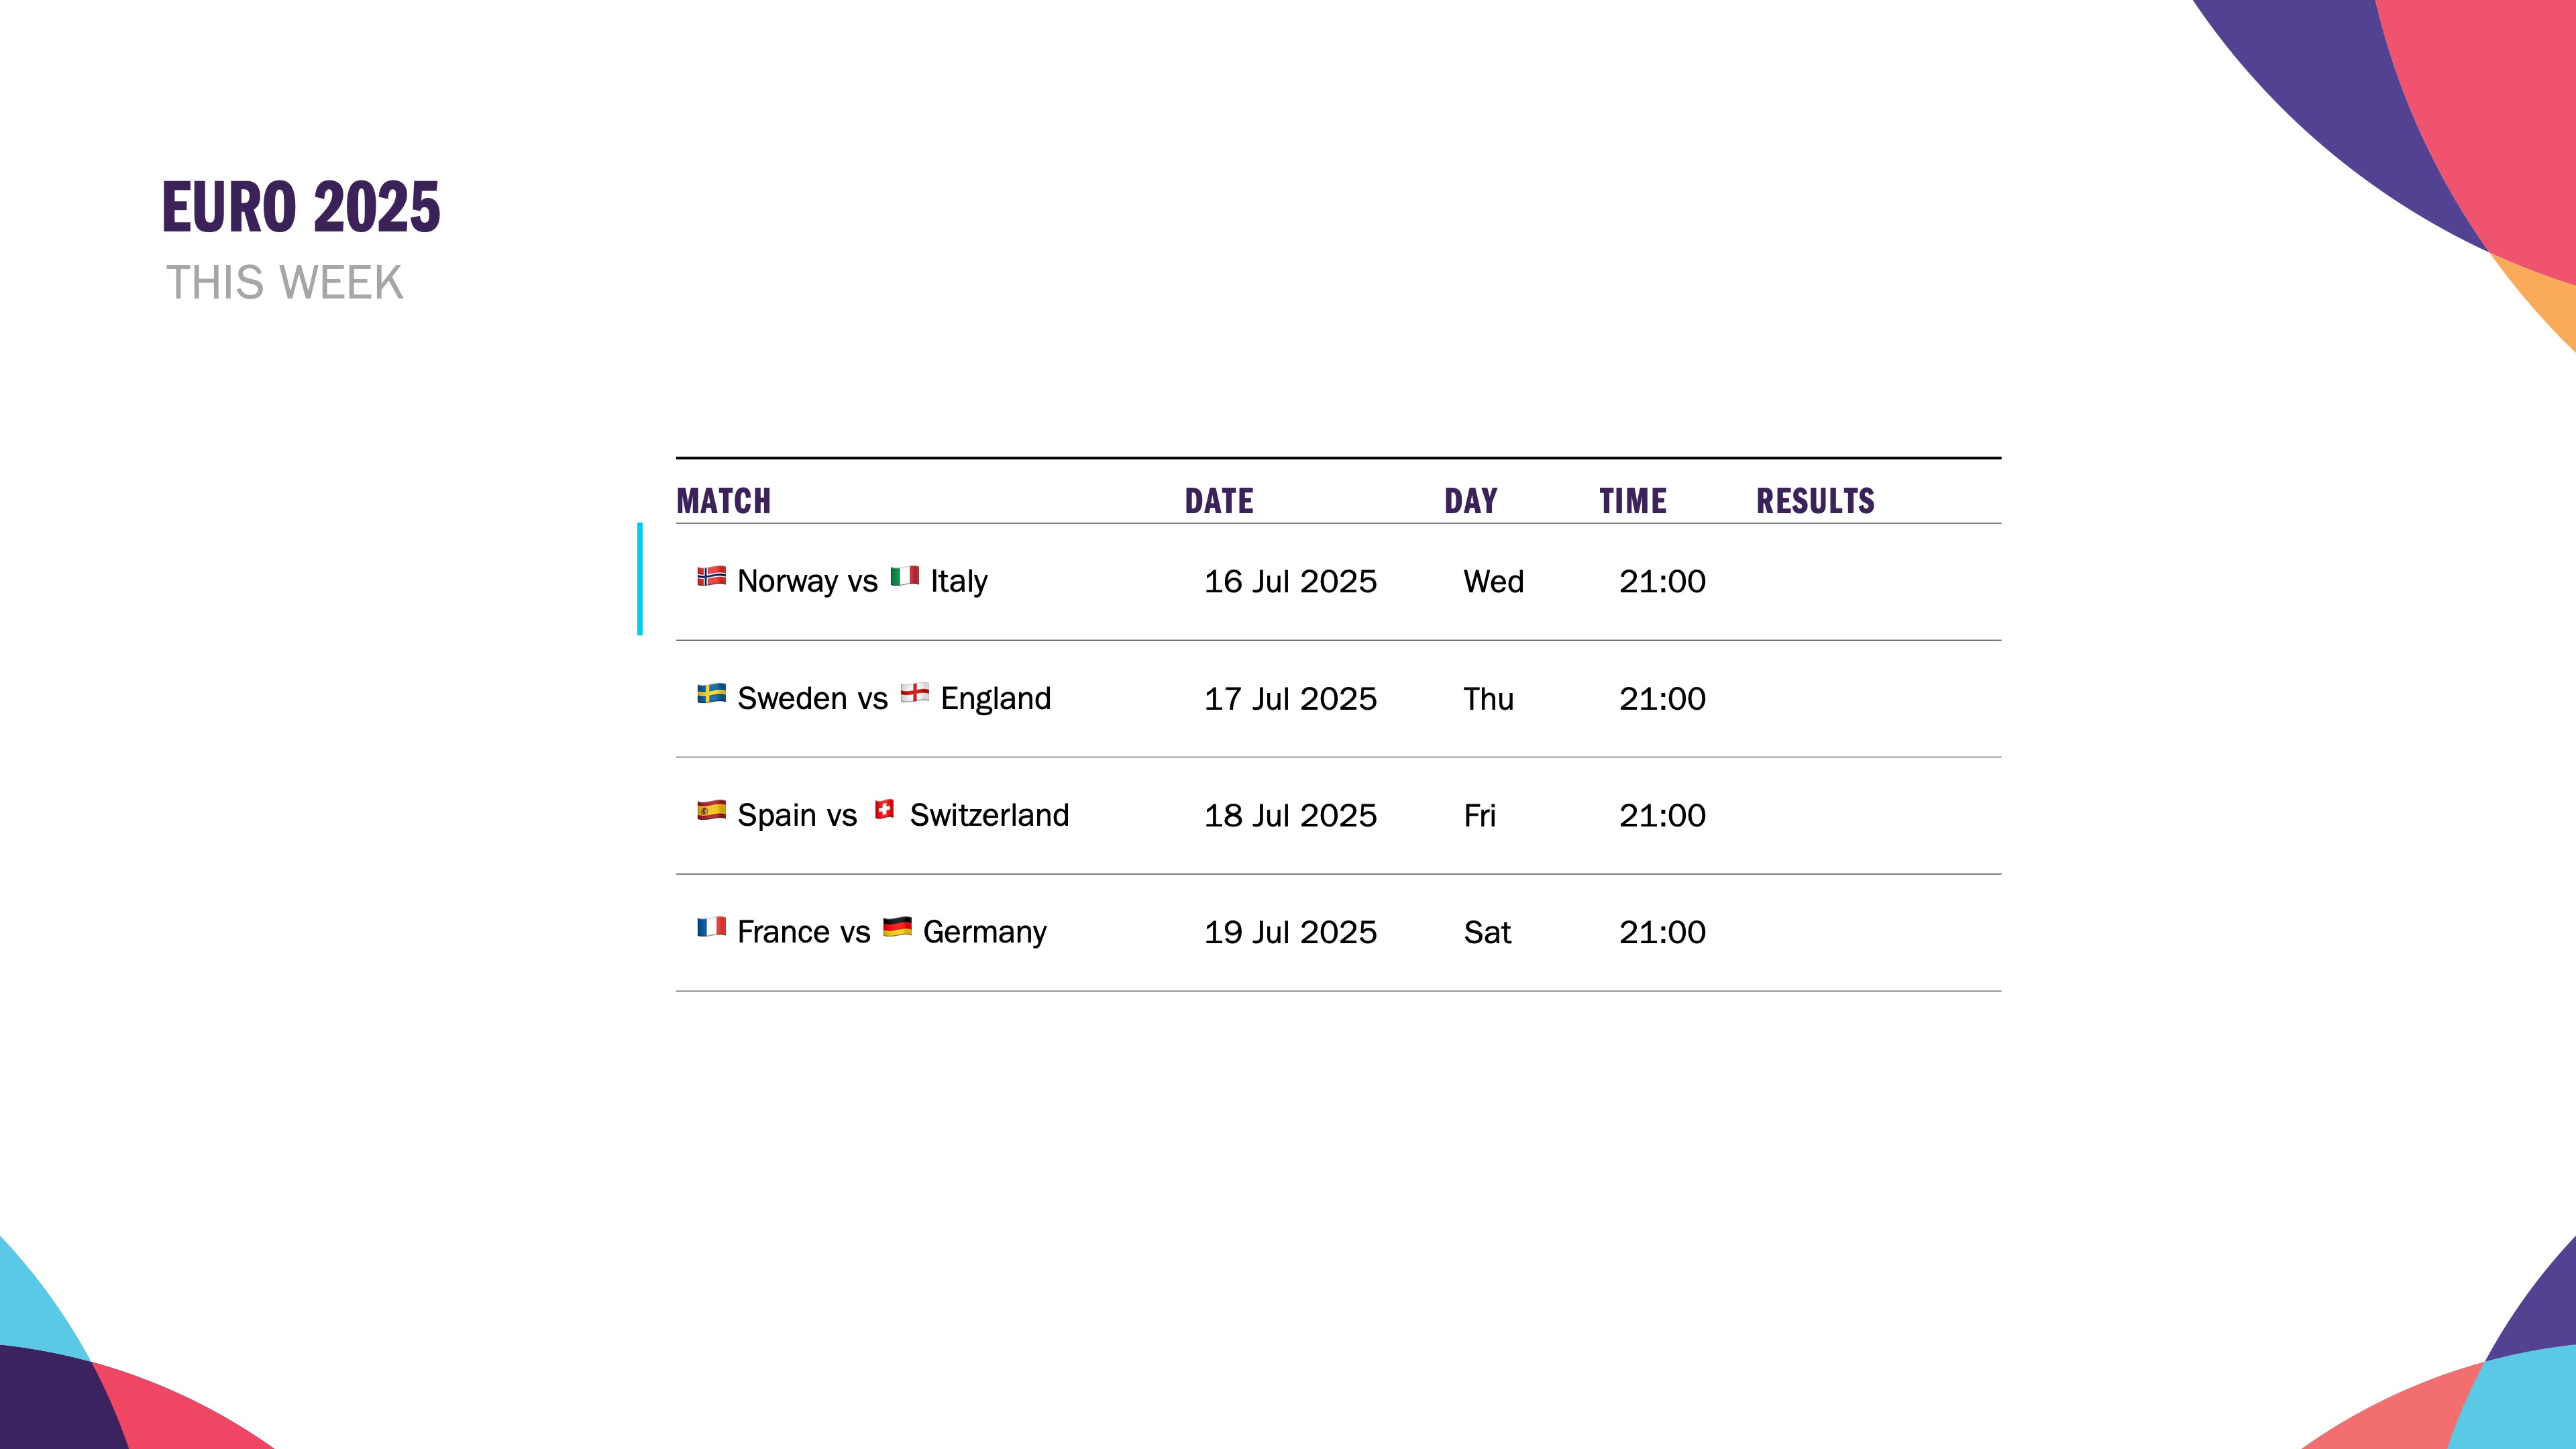 EURO 2025
THIS WEEK
MATCH DATE DAY TIME RESULTS
🇳🇴 Norway vs 🇮🇹 Italy 16 Jul 2025 Wed 21:00
🇸🇪 Sweden vs 🏴󠁧󠁢󠁥󠁮󠁧󠁿 England 17 Jul 2025 Thu 21:00
🇪🇸 Spain vs 🇨🇭 Switzerland 18 Jul 2025 Fri 21:00
🇫🇷 France vs 🇩🇪 Germany 19 Jul 2025 Sat 21:00